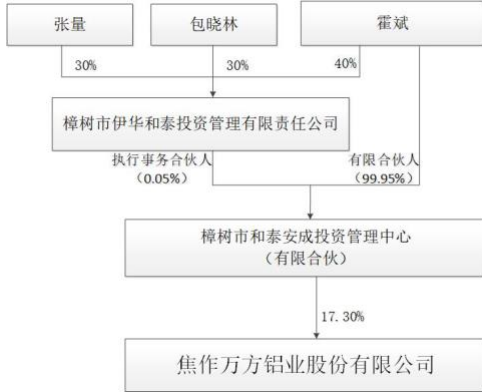 张量
包晓林
霍斌
30%
30%
40%
樟树市伊华和泰投资管理有限责任公司
执行事务合伙人
（0.05%）
有限合伙人
（99.95%）
樟树市和泰安成投资管理中心
（有限合伙）
17.30%
焦作万方铝业股份有限公司